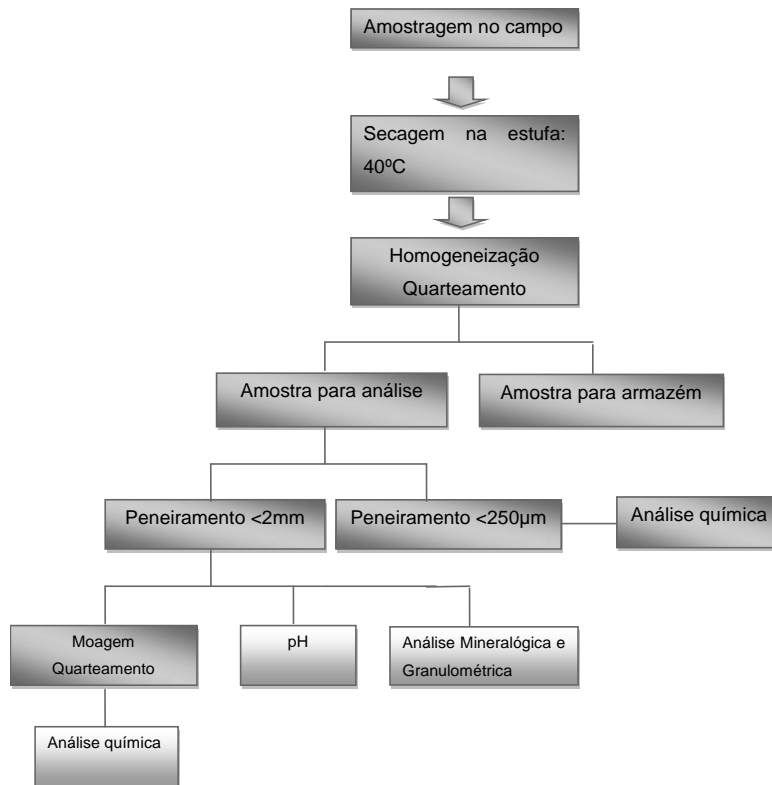 Amostragem no campo
Secagem na estufa:
40ºC
Homogeneização
Quarteamento
Amostra para análise
Amostra para armazém
Peneiramento <2mm
Peneiramento <250µm
Análise química
Moagem
Quarteamento
pH
Análise Mineralógica e
Granulométrica
Análise química